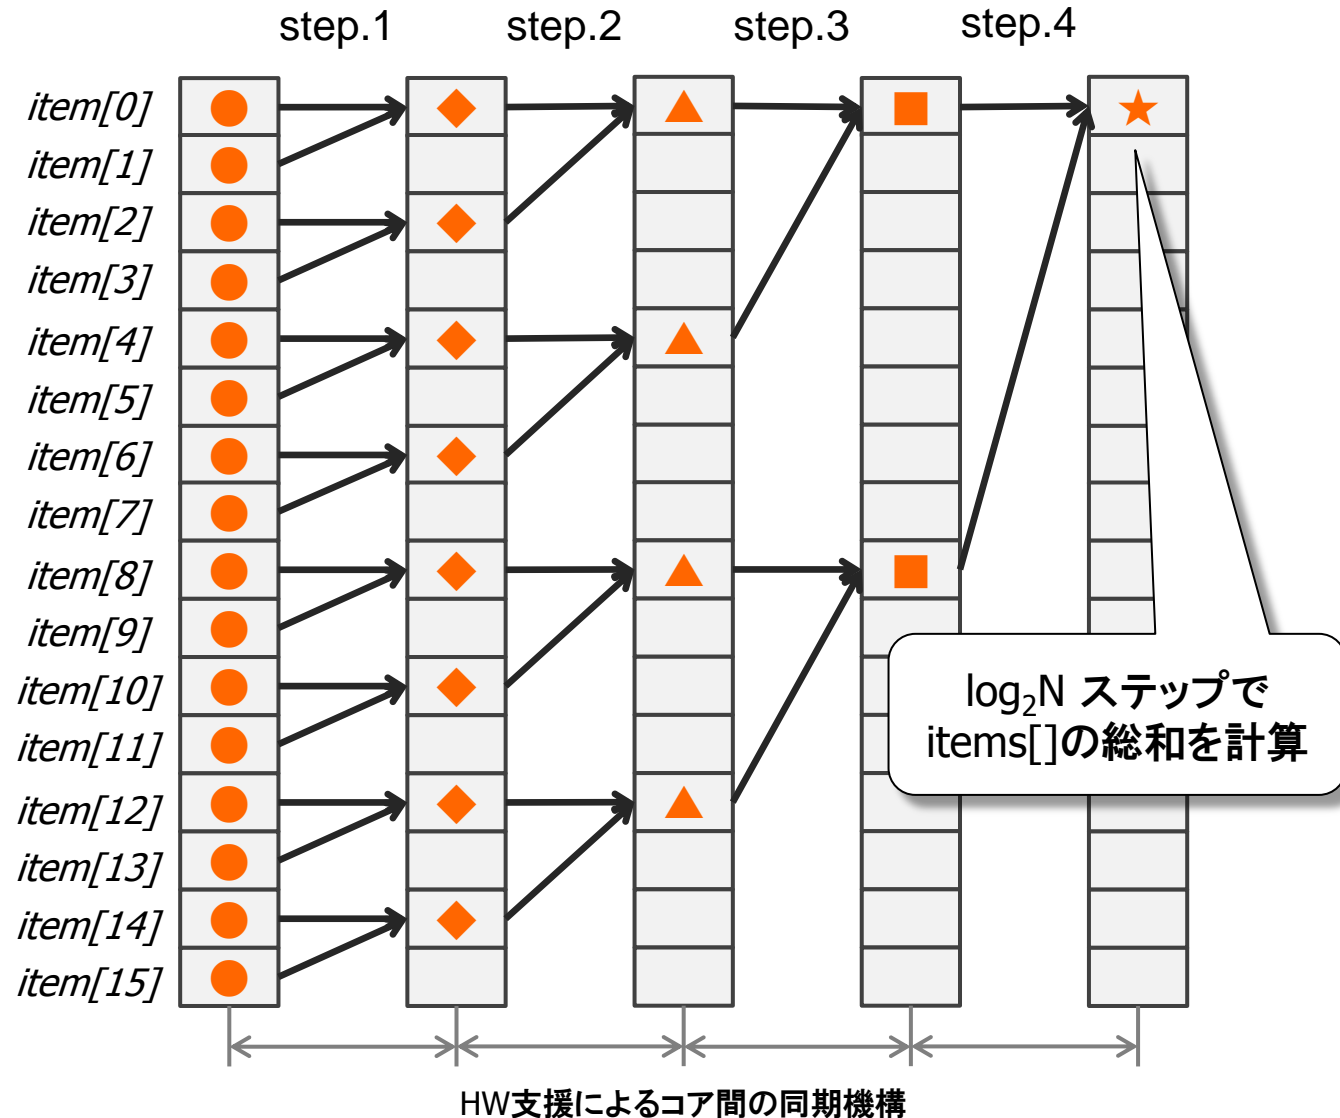 step.1
step.2
step.3
step.4
item[0]
item[1]
item[2]
item[3]
item[4]
item[5]
item[6]
item[7]
item[8]
item[9]
item[10]
item[11]
item[12]
item[13]
item[14]
item[15]
log₂N ステップで
items[]の総和を計算
HW支援によるコア間の同期機構